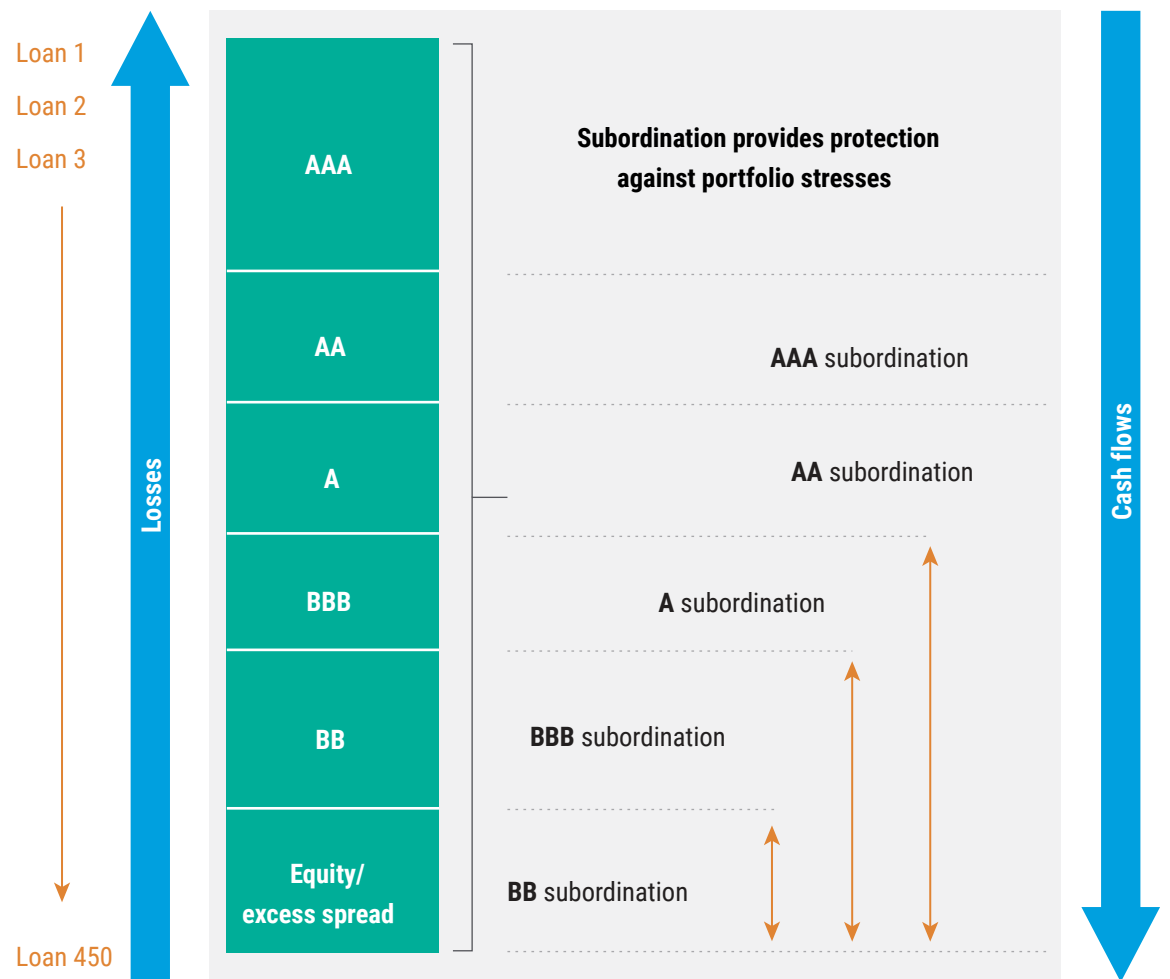 Loan 1
Loan 2
Loan 3
Loan 450
Losses
AAA
AA
A
BBB
BB
Equity/
excess spread
Subordination provides protection
against portfolio stresses
AAA subordination
AA subordination
A subordination
BBB subordination
BB subordination
Cash flows